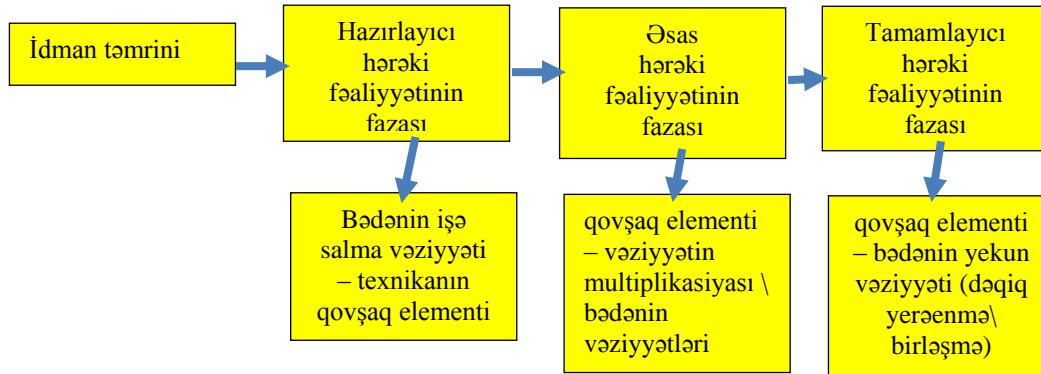 İdman təmrini
Hazırlayıcı
hərəki
fəaliyyətinin
fazası
Əsas
hərəki
fəaliyyətinin
fazası
Tamamlayıcı
hərəki
fəaliyyətinin
fazası
Bədənin işə
salma vəziyyəti
– texnikanın
qovşaq elementi
qovşaq elementi
– vəziyyətin
multiplikasiyası \
bədənin
vəziyyətləri
qovşaq elementi
– bədənin yekun
vəziyyəti (dəqiq
yerəenmə\
birləşmə)